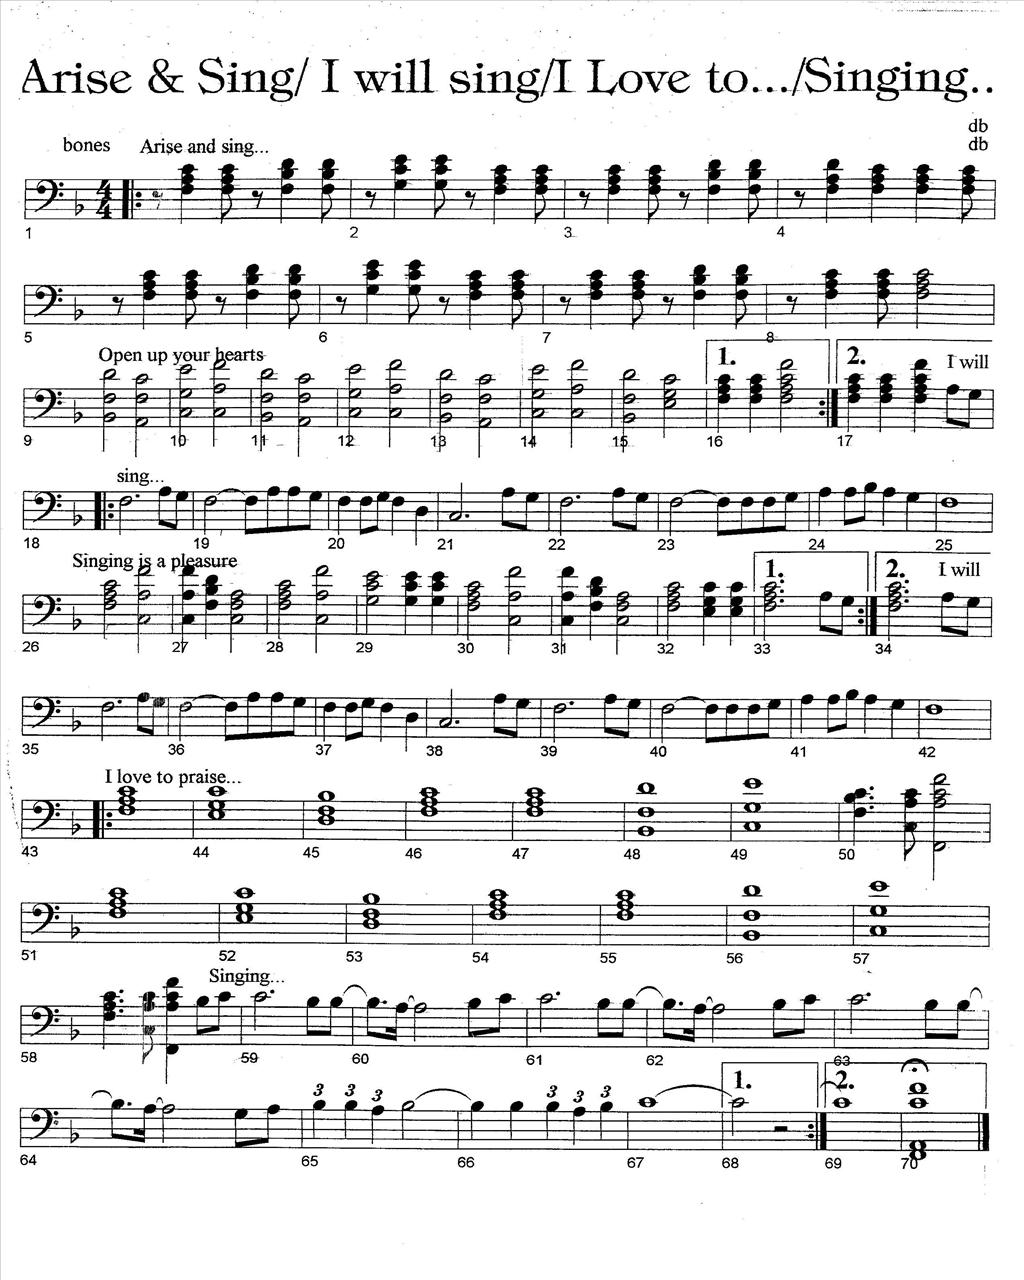 Arise & Sing/ I will sing/I Love to.../Singing..
db
db
bones Arise and sing...
4 4
1 2 3 4
5 6 7 8
Open up your hearts 1. 2. I will
9 10 11 12 13 14 15 16 17
sing...
18 19 20 21 22 23 24 25
Singing is a pleasure 1. 2. I will
26 27 28 29 30 31 32 33 34
35 36 37 38 39 40 41 42
I love to praise...
43 44 45 46 47 48 49 50
51 52 53 54 55 56 57
Singing...
58 59 60 61 62 63
3 3 3 3 3 3 1. 2.
64 65 66 67 68 69 70